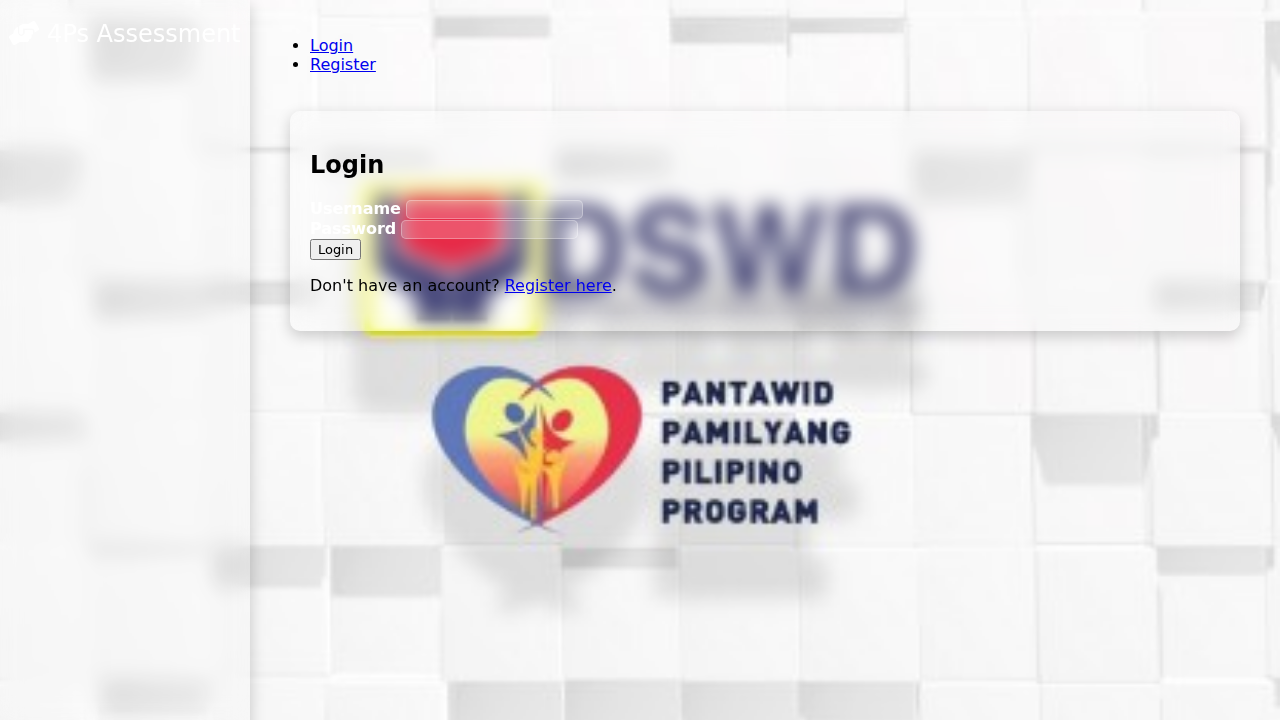 4Ps Assessment
Login
Register
Login
Username
Password
Login
Don't have an account? Register here.
DSWD
PANTAWID
PAMILYANG
PILIPINO
PROGRAM